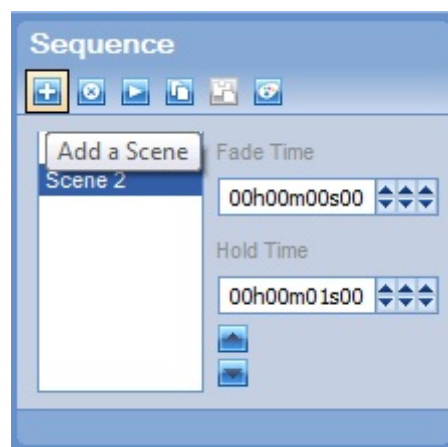 Sequence
Add a Scene
Scene 2
Fade Time
00h00m00s00
Hold Time
00h00m01s00